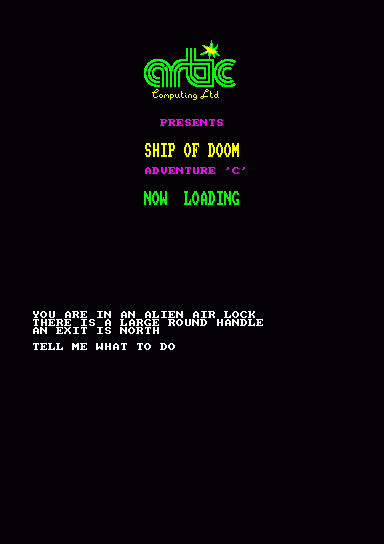 artic
Computing Ltd
PRESENTS
SHIP OF DOOM
ADVENTURE 'C'
NOW LOADING
YOU ARE IN AN ALIEN AIR LOCK
THERE IS A LARGE ROUND HANDLE
AN EXIT IS NORTH
TELL ME WHAT TO DO